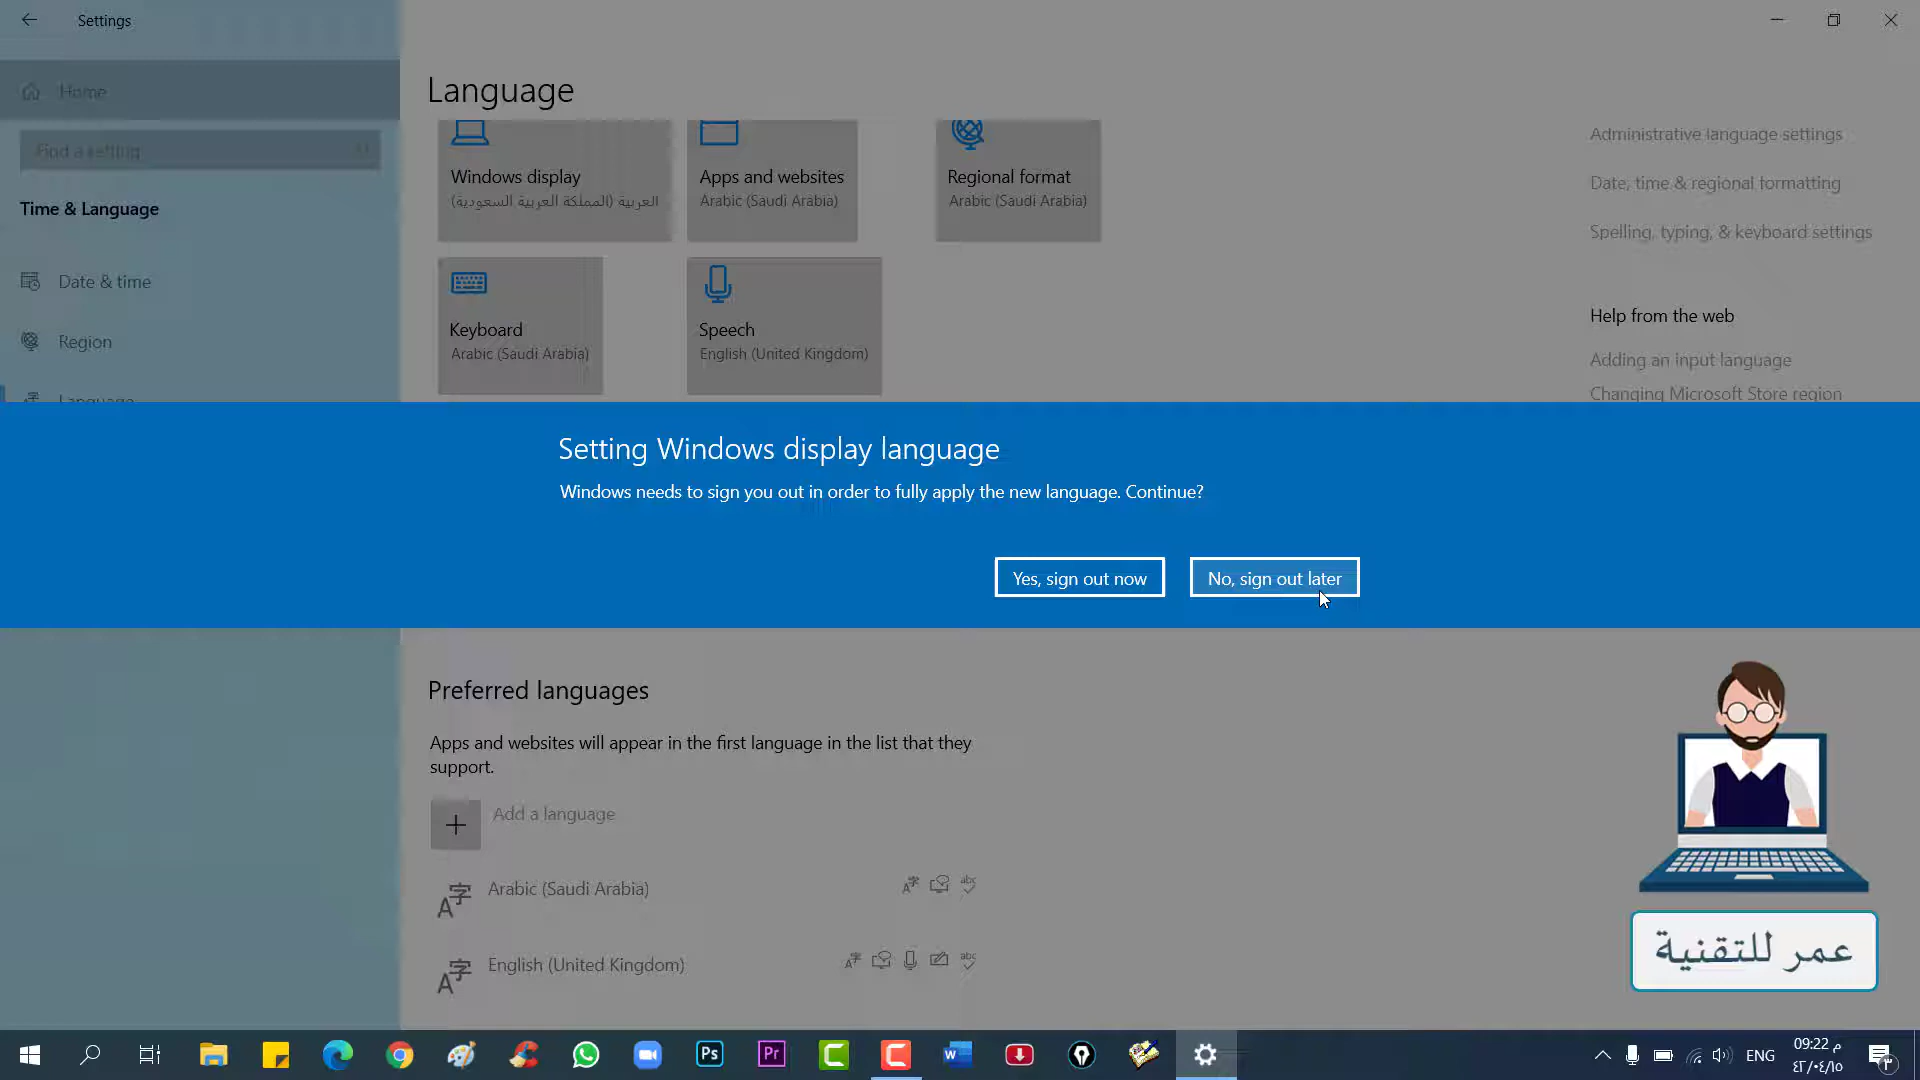 Settings
Home
Find a setting
Time & Language
Date & time
Region
Language
Language
Windows display
العربية (المملكة العربية السعودية)
Apps and websites
Arabic (Saudi Arabia)
Regional format
Arabic (Saudi Arabia)
Keyboard
Arabic (Saudi Arabia)
Speech
English (United Kingdom)
Administrative language settings
Date, time & regional formatting
Spelling, typing, & keyboard settings
Help from the web
Adding an input language
Changing Microsoft Store region
Setting Windows display language
Windows needs to sign you out in order to fully apply the new language. Continue?
Yes, sign out now
No, sign out later
Preferred languages
Apps and websites will appear in the first language in the list that they
support.
Add a language
Arabic (Saudi Arabia)
English (United Kingdom)
عمر للتقنية
Ps
Pr
W
ENG
09:22 م